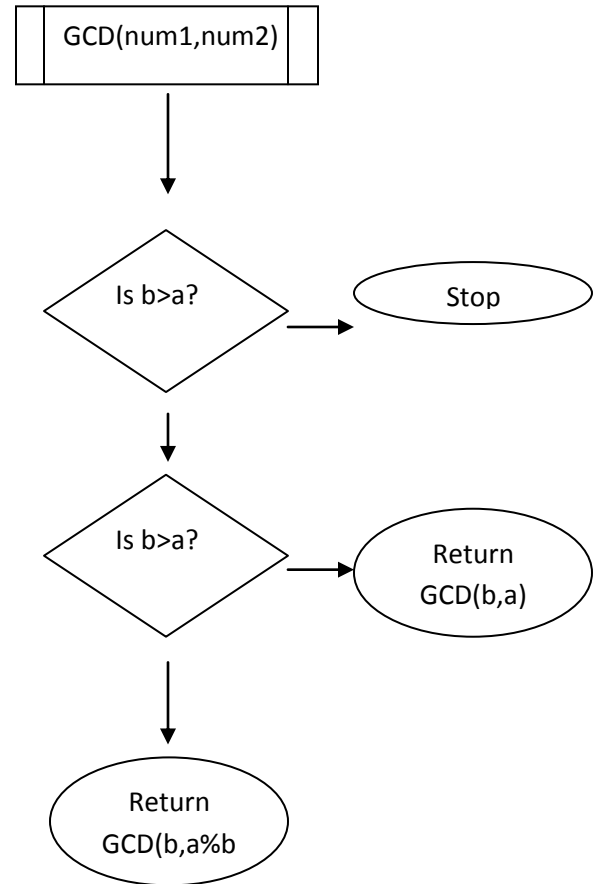 GCD(num1,num2)
Is b>a?
Stop
Is b>a?
Return
GCD(b,a)
Return
GCD(b,a%b